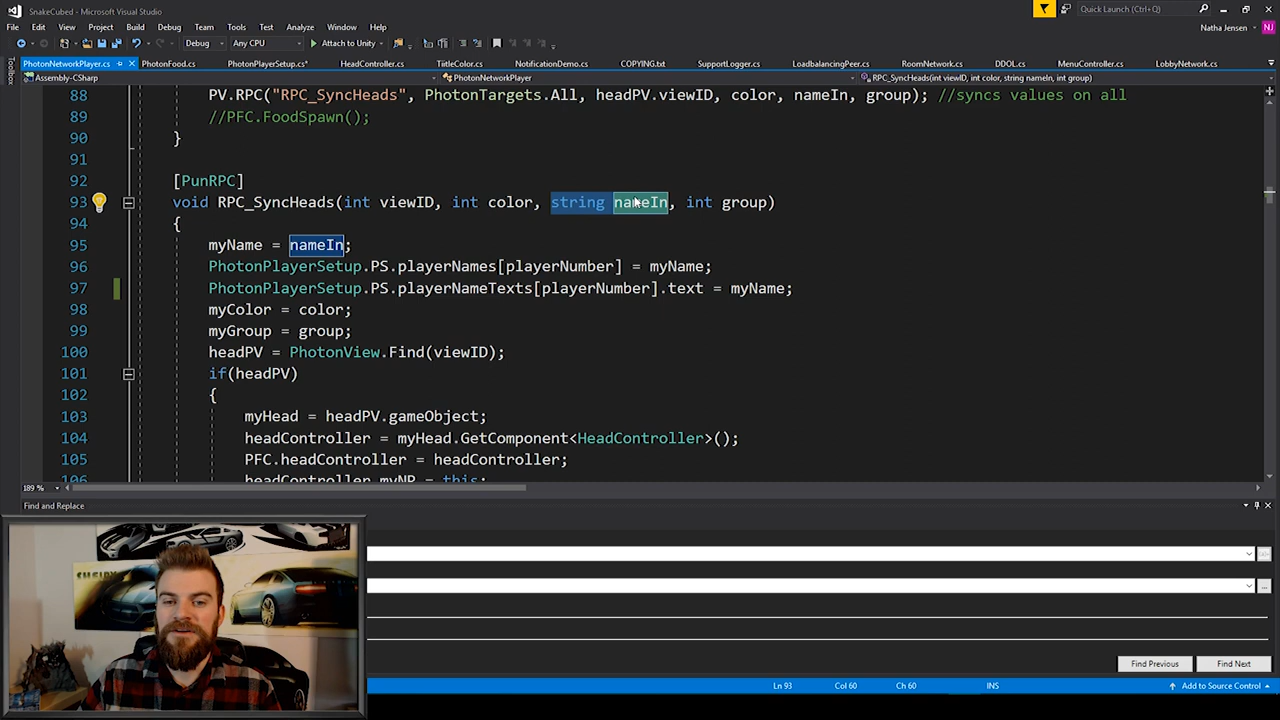 SnakeCubed - Microsoft Visual Studio
Quick Launch (Ctrl+Q)
File Edit View Project Build Debug Team Tools Test Analyze Window Help
Natha Jensen NJ
Debug Any CPU Attach to Unity
PhotonNetworkPlayer.cs PhotonFood.cs PhotonPlayerSetup.cs* HeadController.cs TiitleColor.cs NotificationDemo.cs COPYING.txt SupportLogger.cs LoadbalancingPeer.cs RoomNetwork.cs DDOL.cs MenuController.cs LobbyNetwork.cs
Toolbox
Assembly-CSharp PhotonNetworkPlayer RPC_SyncHeads(int viewID, int color, string nameIn, int group)
88 PV.RPC("RPC_SyncHeads", PhotonTargets.All, headPV.viewID, color, nameIn, group); //syncs values on all
89 //PFC.FoodSpawn();
90 }
91
92 [PunRPC]
93 void RPC_SyncHeads(int viewID, int color, string nameIn, int group)
94 {
95 myName = nameIn;
96 PhotonPlayerSetup.PS.playerNames[playerNumber] = myName;
97 PhotonPlayerSetup.PS.playerNameTexts[playerNumber].text = myName;
98 myColor = color;
99 myGroup = group;
100 headPV = PhotonView.Find(viewID);
101 if(headPV)
102 {
103 myHead = headPV.gameObject;
104 headController = myHead.GetComponent<HeadController>();
105 PFC.headController = headController;
106 headController.myNP = this;
189 %
Find and Replace
Find Previous Find Next
Ln 93 Col 60 Ch 60 INS Add to Source Control